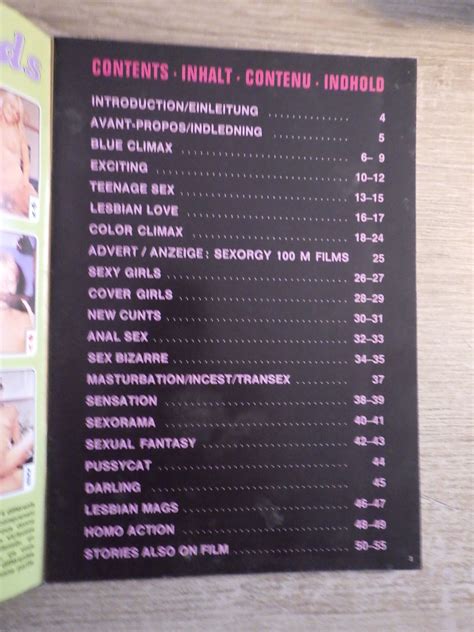 ds
CONTENTS · INHALT · CONTENU · INDHOLD
INTRODUCTION/EINLEITUNG 4
AVANT-PROPOS/INDLEDNING 5
BLUE CLIMAX 6– 9
EXCITING 10–12
TEENAGE SEX 13–15
LESBIAN LOVE 16–17
COLOR CLIMAX 18–24
ADVERT / ANZEIGE: SEXORGY 100 M FILMS 25
SEXY GIRLS 26–27
COVER GIRLS 28–29
NEW CUNTS 30–31
ANAL SEX 32–33
SEX BIZARRE 34–35
MASTURBATION/INCEST/TRANSEX 37
SENSATION 38–39
SEXORAMA 40–41
SEXUAL FANTASY 42–43
PUSSYCAT 44
DARLING 45
LESBIAN MAGS 46–47
HOMO ACTION 48–49
STORIES ALSO ON FILM 50–55